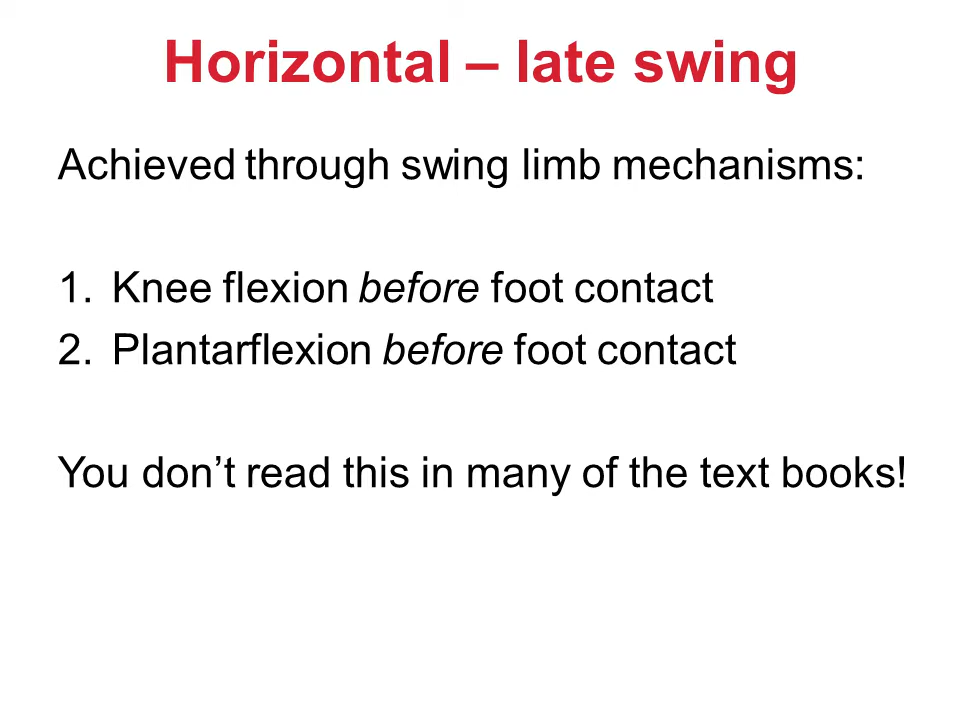 Horizontal – late swing
Achieved through swing limb mechanisms:
1. Knee flexion before foot contact
2. Plantarflexion before foot contact
You don’t read this in many of the text books!